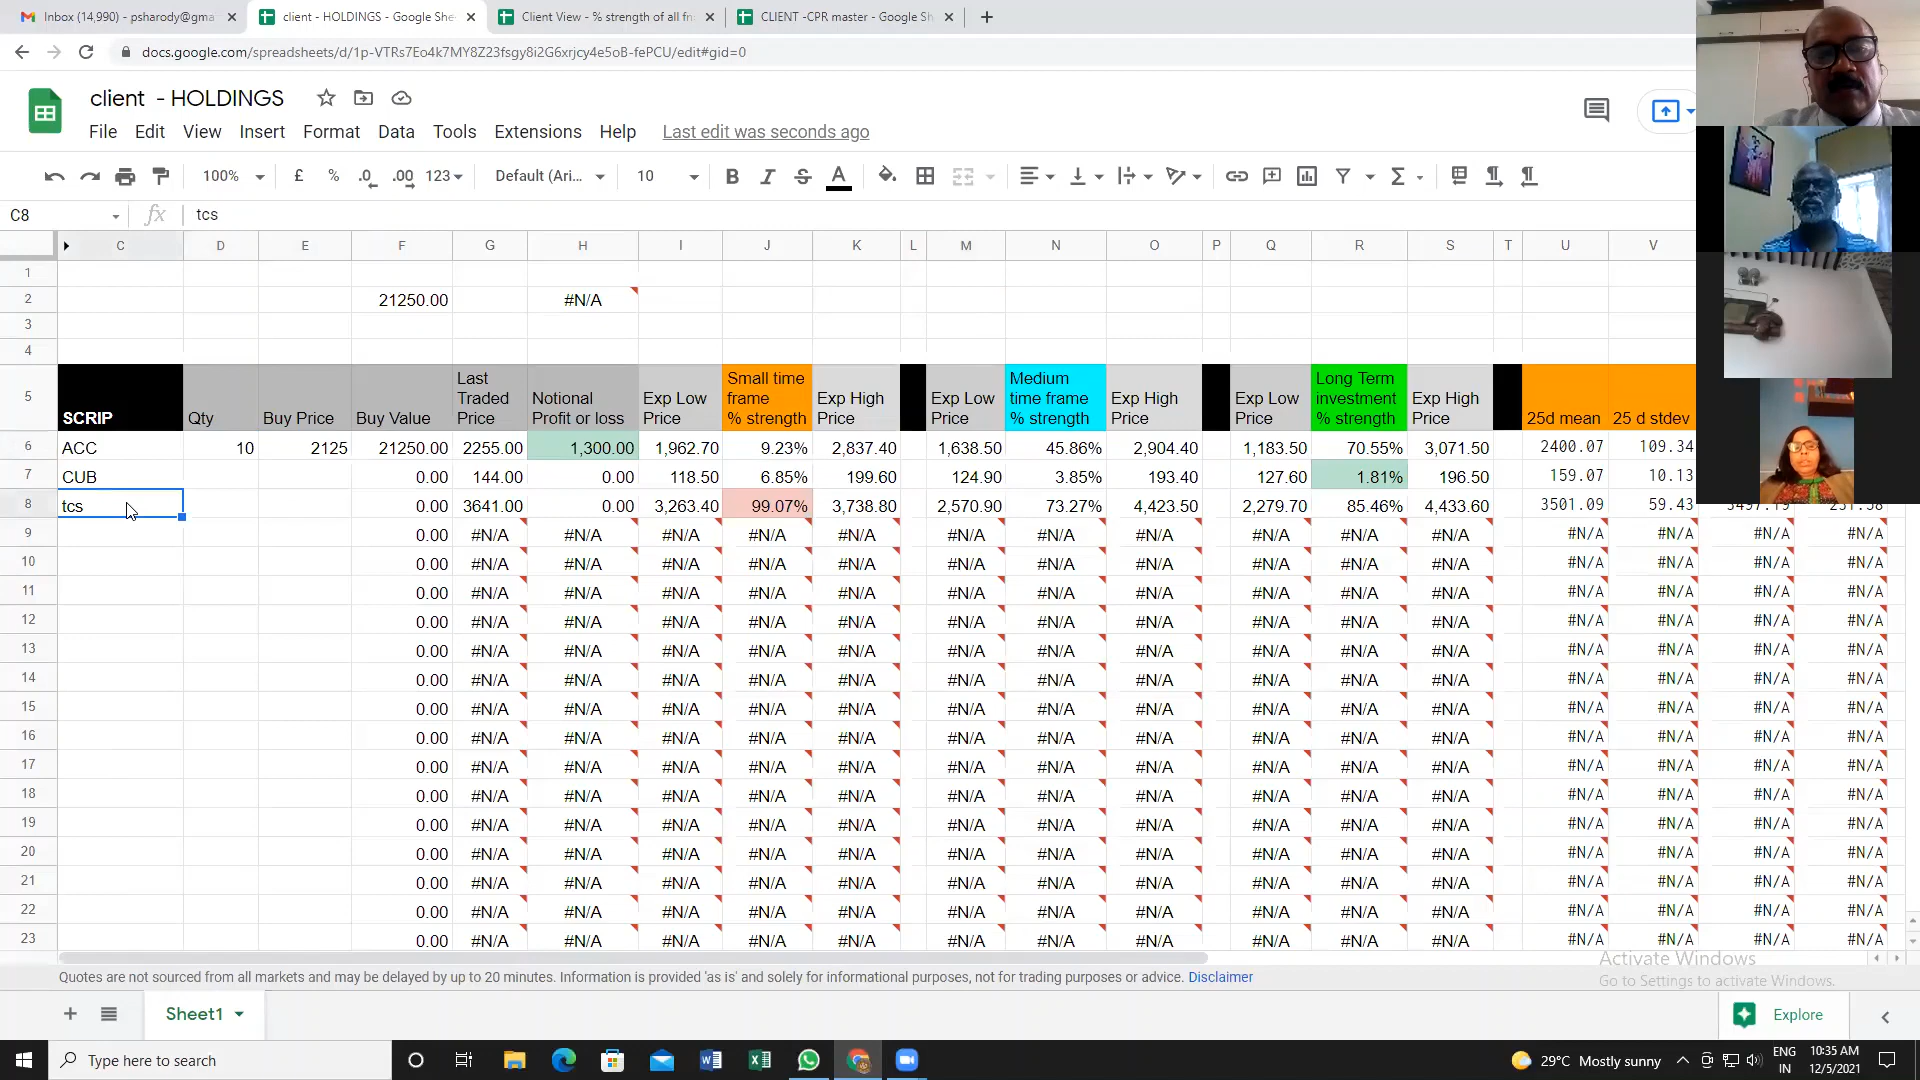 Inbox (14,990) - psharody@gma
client - HOLDINGS - Google She
Client View - % strength of all fr
CLIENT -CPR master - Google Sh
docs.google.com/spreadsheets/d/1p-VTRs7Eo4k7MY8Z23fsgy8i2G6xrjcy4e5oB-fePCU/edit#gid=0
client - HOLDINGS
File Edit View Insert Format Data Tools Extensions Help Last edit was seconds ago
100% £ % .0 .00 123 Default (Ari... 10 B I S A
C8 fx tcs
C D E F G H I J K L M N O P Q R S T U V
1
2 21250.00 #N/A
3
4
5 SCRIP Qty Buy Price Buy Value Last Traded Price Notional Profit or loss Exp Low Price Small time frame % strength Exp High Price Exp Low Price Medium time frame % strength Exp High Price Exp Low Price Long Term investment % strength Exp High Price 25d mean 25 d stdev
6 ACC 10 2125 21250.00 2255.00 1,300.00 1,962.70 9.23% 2,837.40 1,638.50 45.86% 2,904.40 1,183.50 70.55% 3,071.50 2400.07 109.34
7 CUB 0.00 144.00 0.00 118.50 6.85% 199.60 124.90 3.85% 193.40 127.60 1.81% 196.50 159.07 10.13
8 tcs 0.00 3641.00 0.00 3,263.40 99.07% 3,738.80 2,570.90 73.27% 4,423.50 2,279.70 85.46% 4,433.60 3501.09 59.43
9 0.00 #N/A #N/A #N/A #N/A #N/A #N/A #N/A #N/A #N/A #N/A #N/A #N/A #N/A #N/A #N/A
10 0.00 #N/A #N/A #N/A #N/A #N/A #N/A #N/A #N/A #N/A #N/A #N/A #N/A #N/A #N/A #N/A
11 0.00 #N/A #N/A #N/A #N/A #N/A #N/A #N/A #N/A #N/A #N/A #N/A #N/A #N/A #N/A #N/A
12 0.00 #N/A #N/A #N/A #N/A #N/A #N/A #N/A #N/A #N/A #N/A #N/A #N/A #N/A #N/A #N/A
13 0.00 #N/A #N/A #N/A #N/A #N/A #N/A #N/A #N/A #N/A #N/A #N/A #N/A #N/A #N/A #N/A
14 0.00 #N/A #N/A #N/A #N/A #N/A #N/A #N/A #N/A #N/A #N/A #N/A #N/A #N/A #N/A #N/A
15 0.00 #N/A #N/A #N/A #N/A #N/A #N/A #N/A #N/A #N/A #N/A #N/A #N/A #N/A #N/A #N/A
16 0.00 #N/A #N/A #N/A #N/A #N/A #N/A #N/A #N/A #N/A #N/A #N/A #N/A #N/A #N/A #N/A
17 0.00 #N/A #N/A #N/A #N/A #N/A #N/A #N/A #N/A #N/A #N/A #N/A #N/A #N/A #N/A #N/A
18 0.00 #N/A #N/A #N/A #N/A #N/A #N/A #N/A #N/A #N/A #N/A #N/A #N/A #N/A #N/A #N/A
19 0.00 #N/A #N/A #N/A #N/A #N/A #N/A #N/A #N/A #N/A #N/A #N/A #N/A #N/A #N/A #N/A
20 0.00 #N/A #N/A #N/A #N/A #N/A #N/A #N/A #N/A #N/A #N/A #N/A #N/A #N/A #N/A #N/A
21 0.00 #N/A #N/A #N/A #N/A #N/A #N/A #N/A #N/A #N/A #N/A #N/A #N/A #N/A #N/A #N/A
22 0.00 #N/A #N/A #N/A #N/A #N/A #N/A #N/A #N/A #N/A #N/A #N/A #N/A #N/A #N/A #N/A
23 0.00 #N/A #N/A #N/A #N/A #N/A #N/A #N/A #N/A #N/A #N/A #N/A #N/A #N/A #N/A #N/A
Activate Windows
Quotes are not sourced from all markets and may be delayed by up to 20 minutes. Information is provided 'as is' and solely for informational purposes, not for trading purposes or advice. Disclaimer
Go to Settings to activate Windows.
Sheet1 Explore
Type here to search
29°C Mostly sunny
ENG
IN
10:35 AM
12/5/2021